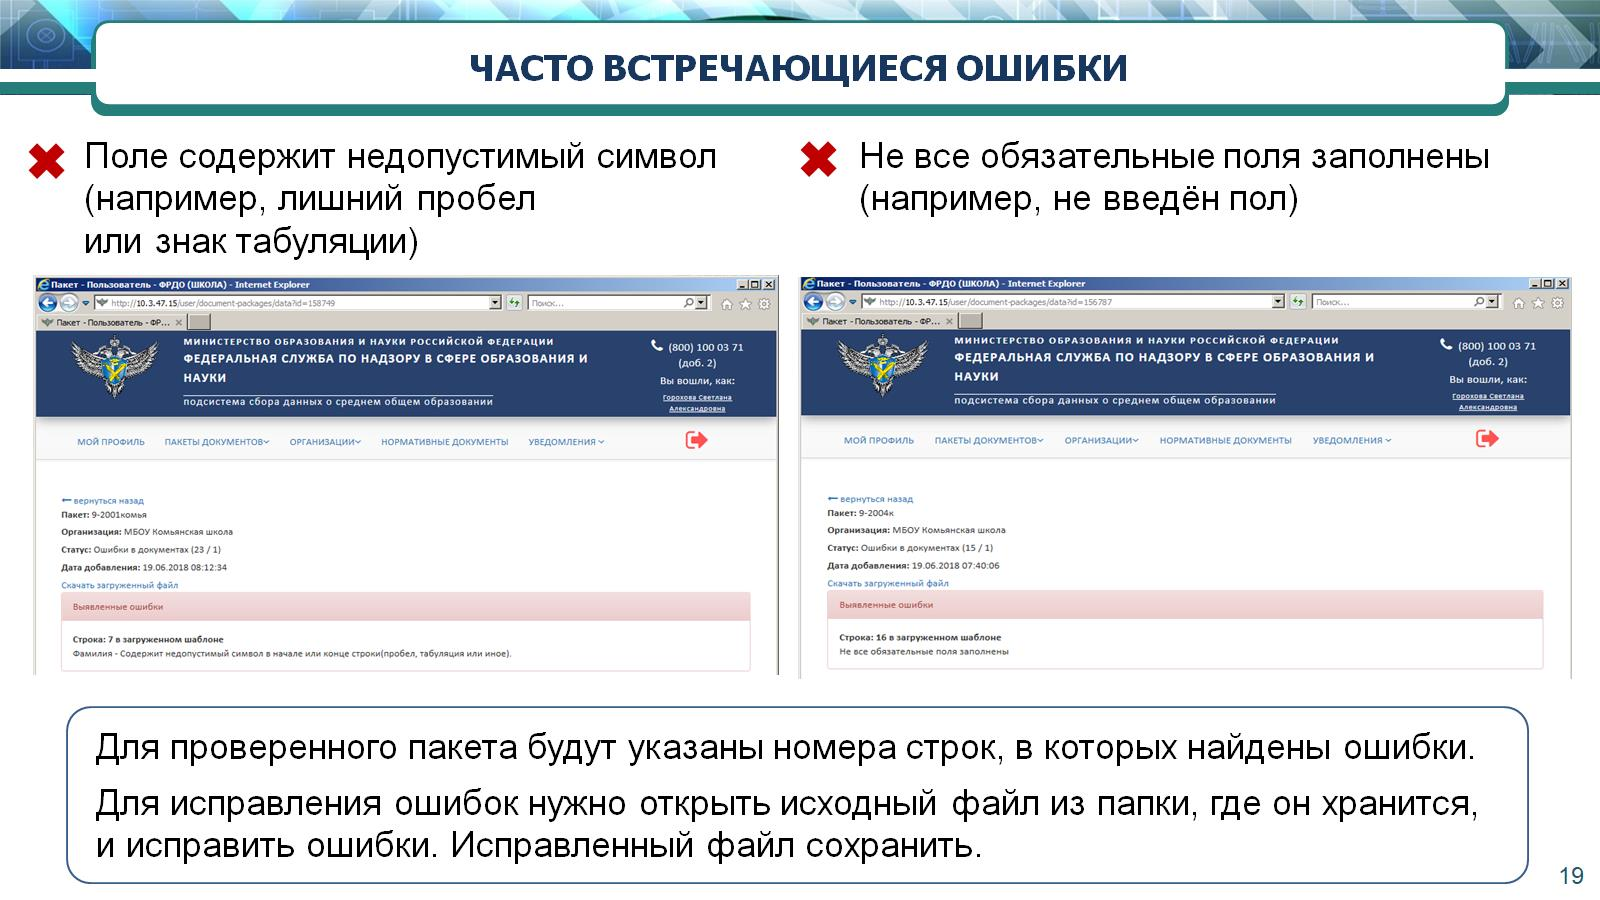 ЧАСТО ВСТРЕЧАЮЩИЕСЯ ОШИБКИ
Поле содержит недопустимый символ
(например, лишний пробел
или знак табуляции)
Не все обязательные поля заполнены
(например, не введён пол)
Пакет - Пользователь - ФРДО (ШКОЛА) - Internet Explorer
http://10.3.47.15/user/document-packages/data?id=158749
Поиск...
Пакет - Пользователь - ФР...
МИНИСТЕРСТВО ОБРАЗОВАНИЯ И НАУКИ РОССИЙСКОЙ ФЕДЕРАЦИИ
ФЕДЕРАЛЬНАЯ СЛУЖБА ПО НАДЗОРУ В СФЕРЕ ОБРАЗОВАНИЯ И
НАУКИ
подсистема сбора данных о среднем общем образовании
(800) 100 03 71
(доб. 2)
Вы вошли, как:
Горохова Светлана
Александровна
МОЙ ПРОФИЛЬ ПАКЕТЫ ДОКУМЕНТОВ ОРГАНИЗАЦИИ НОРМАТИВНЫЕ ДОКУМЕНТЫ УВЕДОМЛЕНИЯ
вернуться назад
Пакет: 9-2001комья
Организация: МБОУ Комьянская школа
Статус: Ошибки в документах (23 / 1)
Дата добавления: 19.06.2018 08:12:34
Скачать загруженный файл
Выявленные ошибки
Строка: 7 в загруженном шаблоне
Фамилия - Содержит недопустимый символ в начале или конце строки(пробел, табуляция или иное).
Пакет - Пользователь - ФРДО (ШКОЛА) - Internet Explorer
http://10.3.47.15/user/document-packages/data?id=156787
Поиск...
Пакет - Пользователь - ФР...
МИНИСТЕРСТВО ОБРАЗОВАНИЯ И НАУКИ РОССИЙСКОЙ ФЕДЕРАЦИИ
ФЕДЕРАЛЬНАЯ СЛУЖБА ПО НАДЗОРУ В СФЕРЕ ОБРАЗОВАНИЯ И
НАУКИ
подсистема сбора данных о среднем общем образовании
(800) 100 03 71
(доб. 2)
Вы вошли, как:
Горохова Светлана
Александровна
МОЙ ПРОФИЛЬ ПАКЕТЫ ДОКУМЕНТОВ ОРГАНИЗАЦИИ НОРМАТИВНЫЕ ДОКУМЕНТЫ УВЕДОМЛЕНИЯ
вернуться назад
Пакет: 9-2004к
Организация: МБОУ Комьянская школа
Статус: Ошибки в документах (15 / 1)
Дата добавления: 19.06.2018 07:40:06
Скачать загруженный файл
Выявленные ошибки
Строка: 16 в загруженном шаблоне
Не все обязательные поля заполнены
Для проверенного пакета будут указаны номера строк, в которых найдены ошибки.
Для исправления ошибок нужно открыть исходный файл из папки, где он хранится,
и исправить ошибки. Исправленный файл сохранить.
19